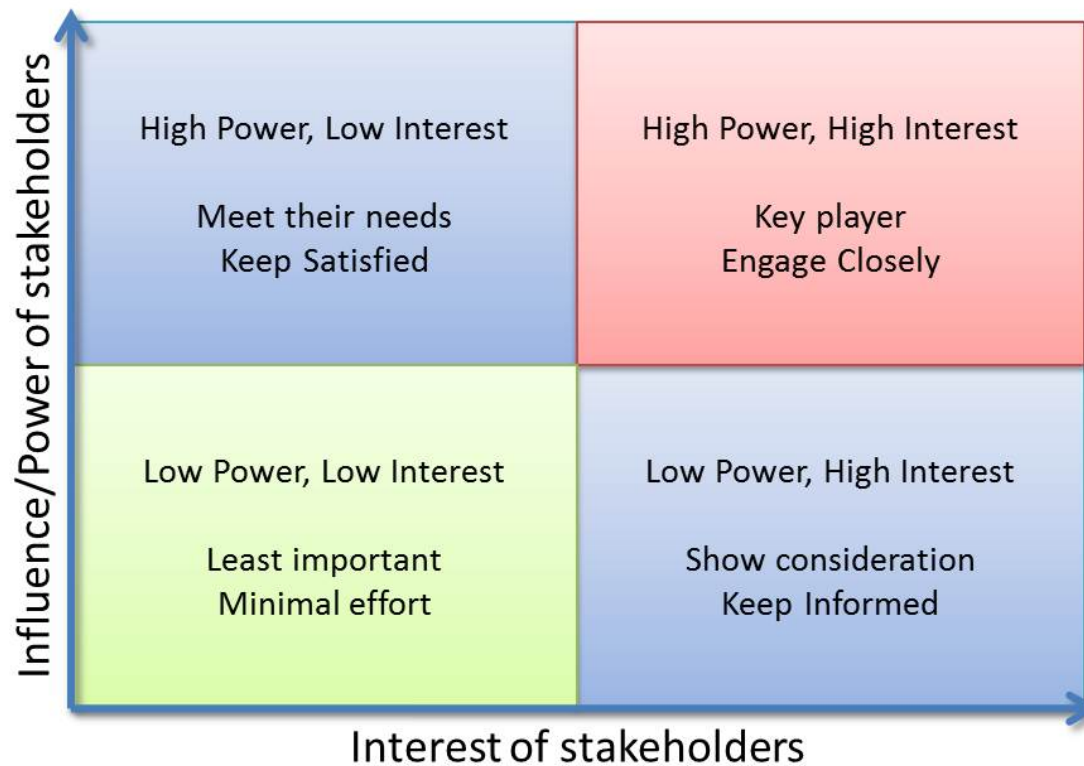 Influence/Power of stakeholders
High Power, Low Interest
Meet their needs
Keep Satisfied
High Power, High Interest
Key player
Engage Closely
Low Power, Low Interest
Least important
Minimal effort
Low Power, High Interest
Show consideration
Keep Informed
Interest of stakeholders